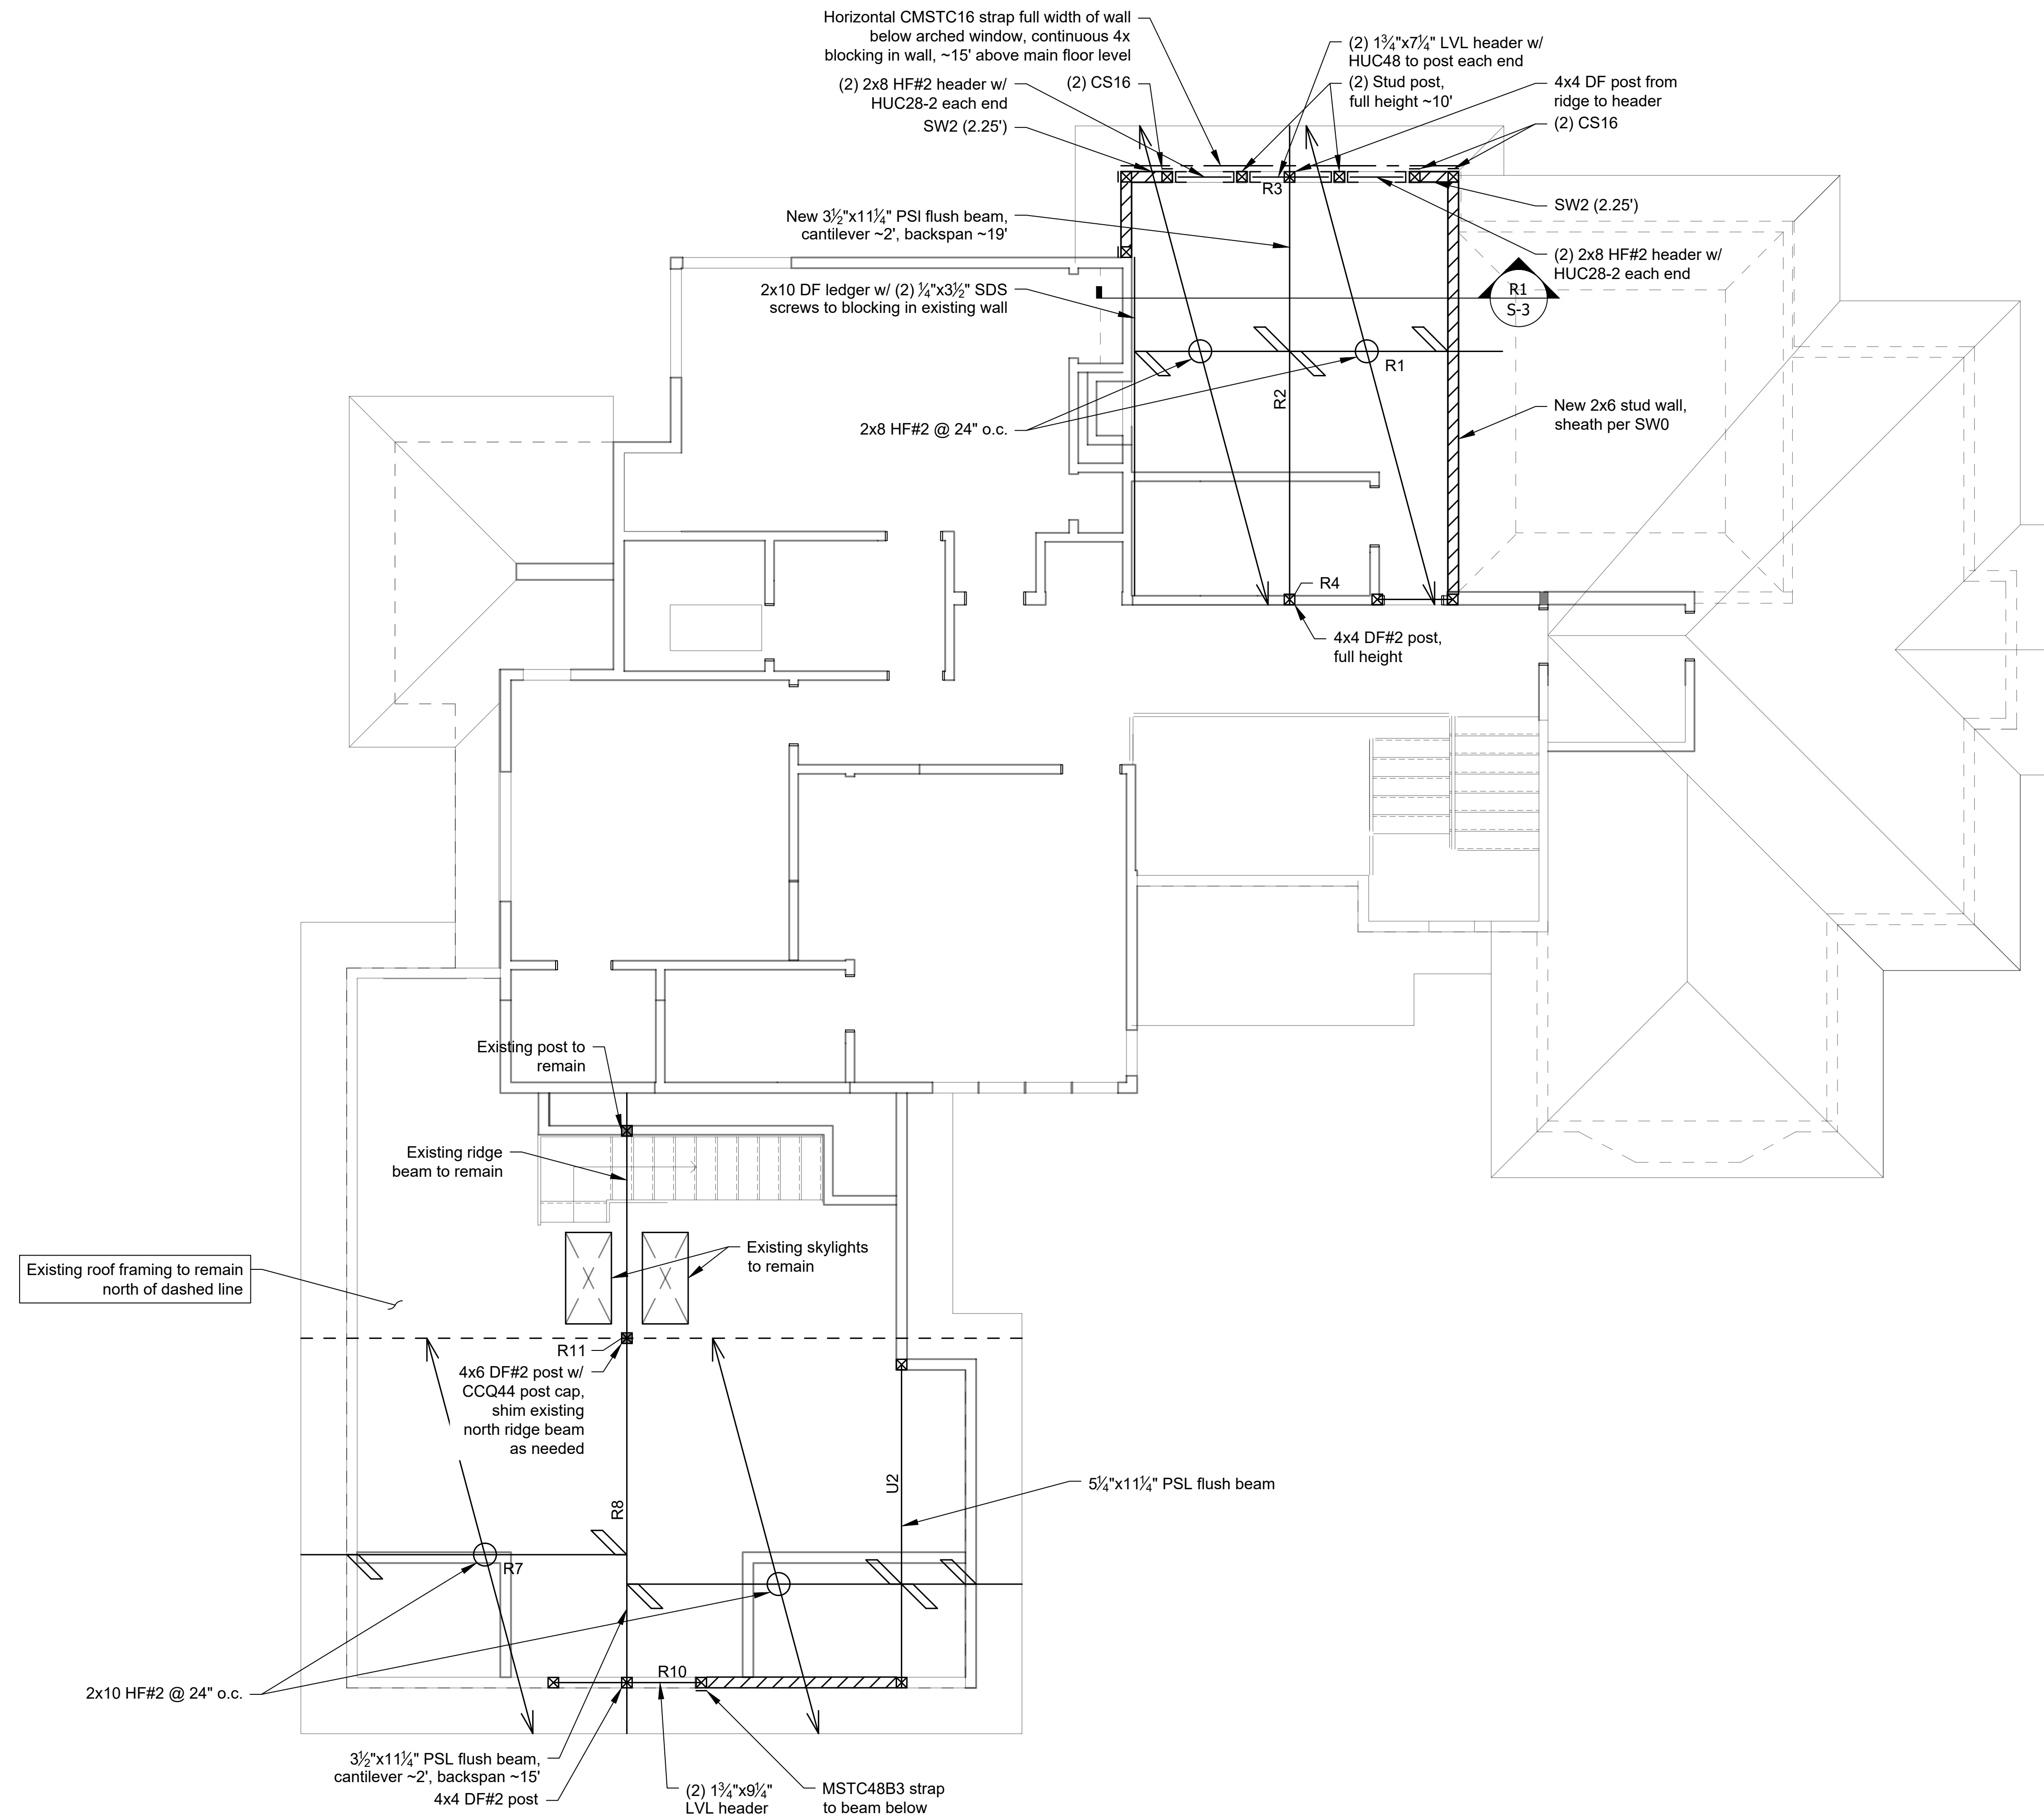 Horizontal CMSTC16 strap full width of wall
below arched window, continuous 4x
blocking in wall, ~15' above main floor level
(2) 1¾"x7¼" LVL header w/
HUC48 to post each end
(2) 2x8 HF#2 header w/
HUC28-2 each end
(2) CS16
(2) Stud post,
full height ~10'
4x4 DF post from
ridge to header
SW2 (2.25')
(2) CS16
R3
SW2 (2.25')
New 3½"x11¼" PSl flush beam,
cantilever ~2', backspan ~19'
(2) 2x8 HF#2 header w/
HUC28-2 each end
2x10 DF ledger w/ (2) ¼"x3½" SDS
screws to blocking in existing wall
R1
S-3
R1
R2
2x8 HF#2 @ 24" o.c.
New 2x6 stud wall,
sheath per SW0
R4
4x4 DF#2 post,
full height
Existing post to
remain
Existing ridge
beam to remain
Existing skylights
to remain
Existing roof framing to remain
north of dashed line
R11
4x6 DF#2 post w/
CCQ44 post cap,
shim existing
north ridge beam
as needed
R8
U2
5¼"x11¼" PSL flush beam
R7
R10
2x10 HF#2 @ 24" o.c.
3½"x11¼" PSL flush beam,
cantilever ~2', backspan ~15'
4x4 DF#2 post
(2) 1¾"x9¼"
LVL header
MSTC48B3 strap
to beam below